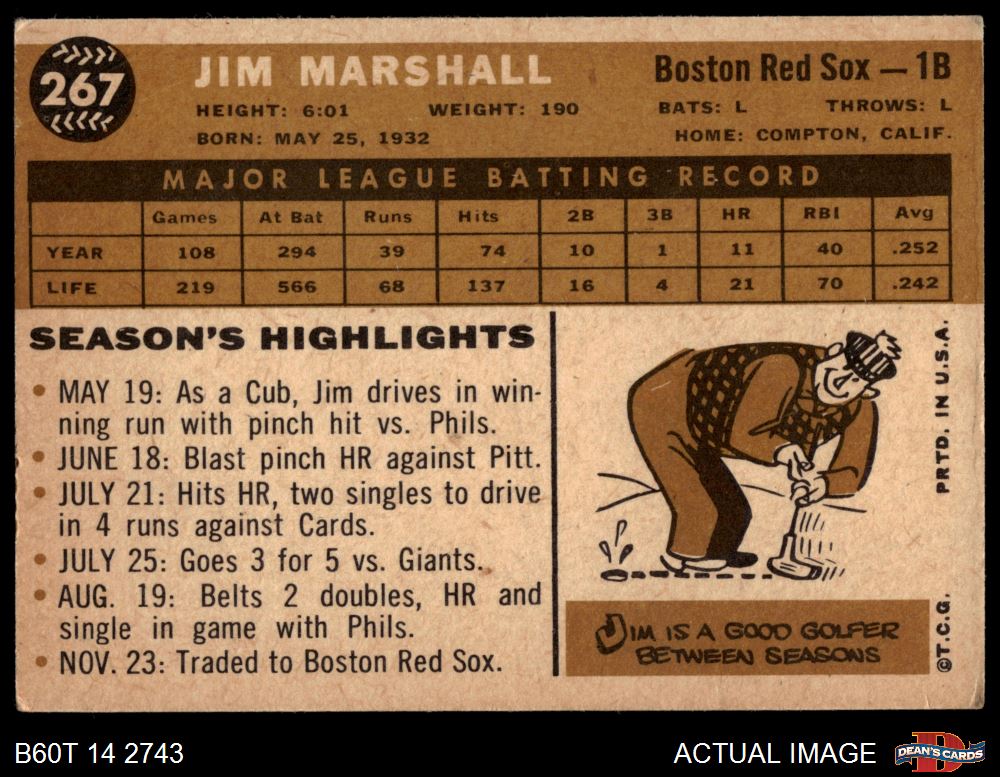 267
JIM MARSHALL
Boston Red Sox — 1B
HEIGHT: 6:01 WEIGHT: 190 BATS: L THROWS: L
BORN: MAY 25, 1932 HOME: COMPTON, CALIF.
MAJOR LEAGUE BATTING RECORD
Games At Bat Runs Hits 2B 3B HR RBI Avg
YEAR 108 294 39 74 10 1 11 40 .252
LIFE 219 566 68 137 16 4 21 70 .242
SEASON'S HIGHLIGHTS
• MAY 19: As a Cub, Jim drives in win-
ning run with pinch hit vs. Phils.
• JUNE 18: Blast pinch HR against Pitt.
• JULY 21: Hits HR, two singles to drive
in 4 runs against Cards.
• JULY 25: Goes 3 for 5 vs. Giants.
• AUG. 19: Belts 2 doubles, HR and
single in game with Phils.
• NOV. 23: Traded to Boston Red Sox.
JIM IS A GOOD GOLFER
BETWEEN SEASONS
PRTD. IN U.S.A.
©T.C.G.
B60T 14 2743
ACTUAL IMAGE
D
DEAN'S CARDS